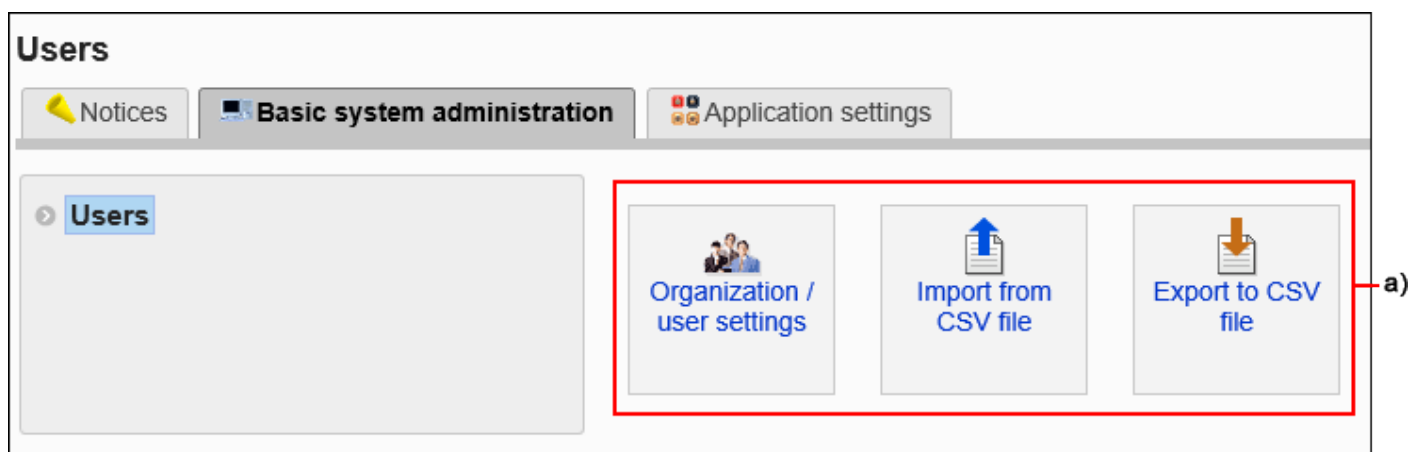 Users
Notices
Basic system administration
Application settings
Users
Organization /
user settings
Import from
CSV file
Export to CSV
file
a)